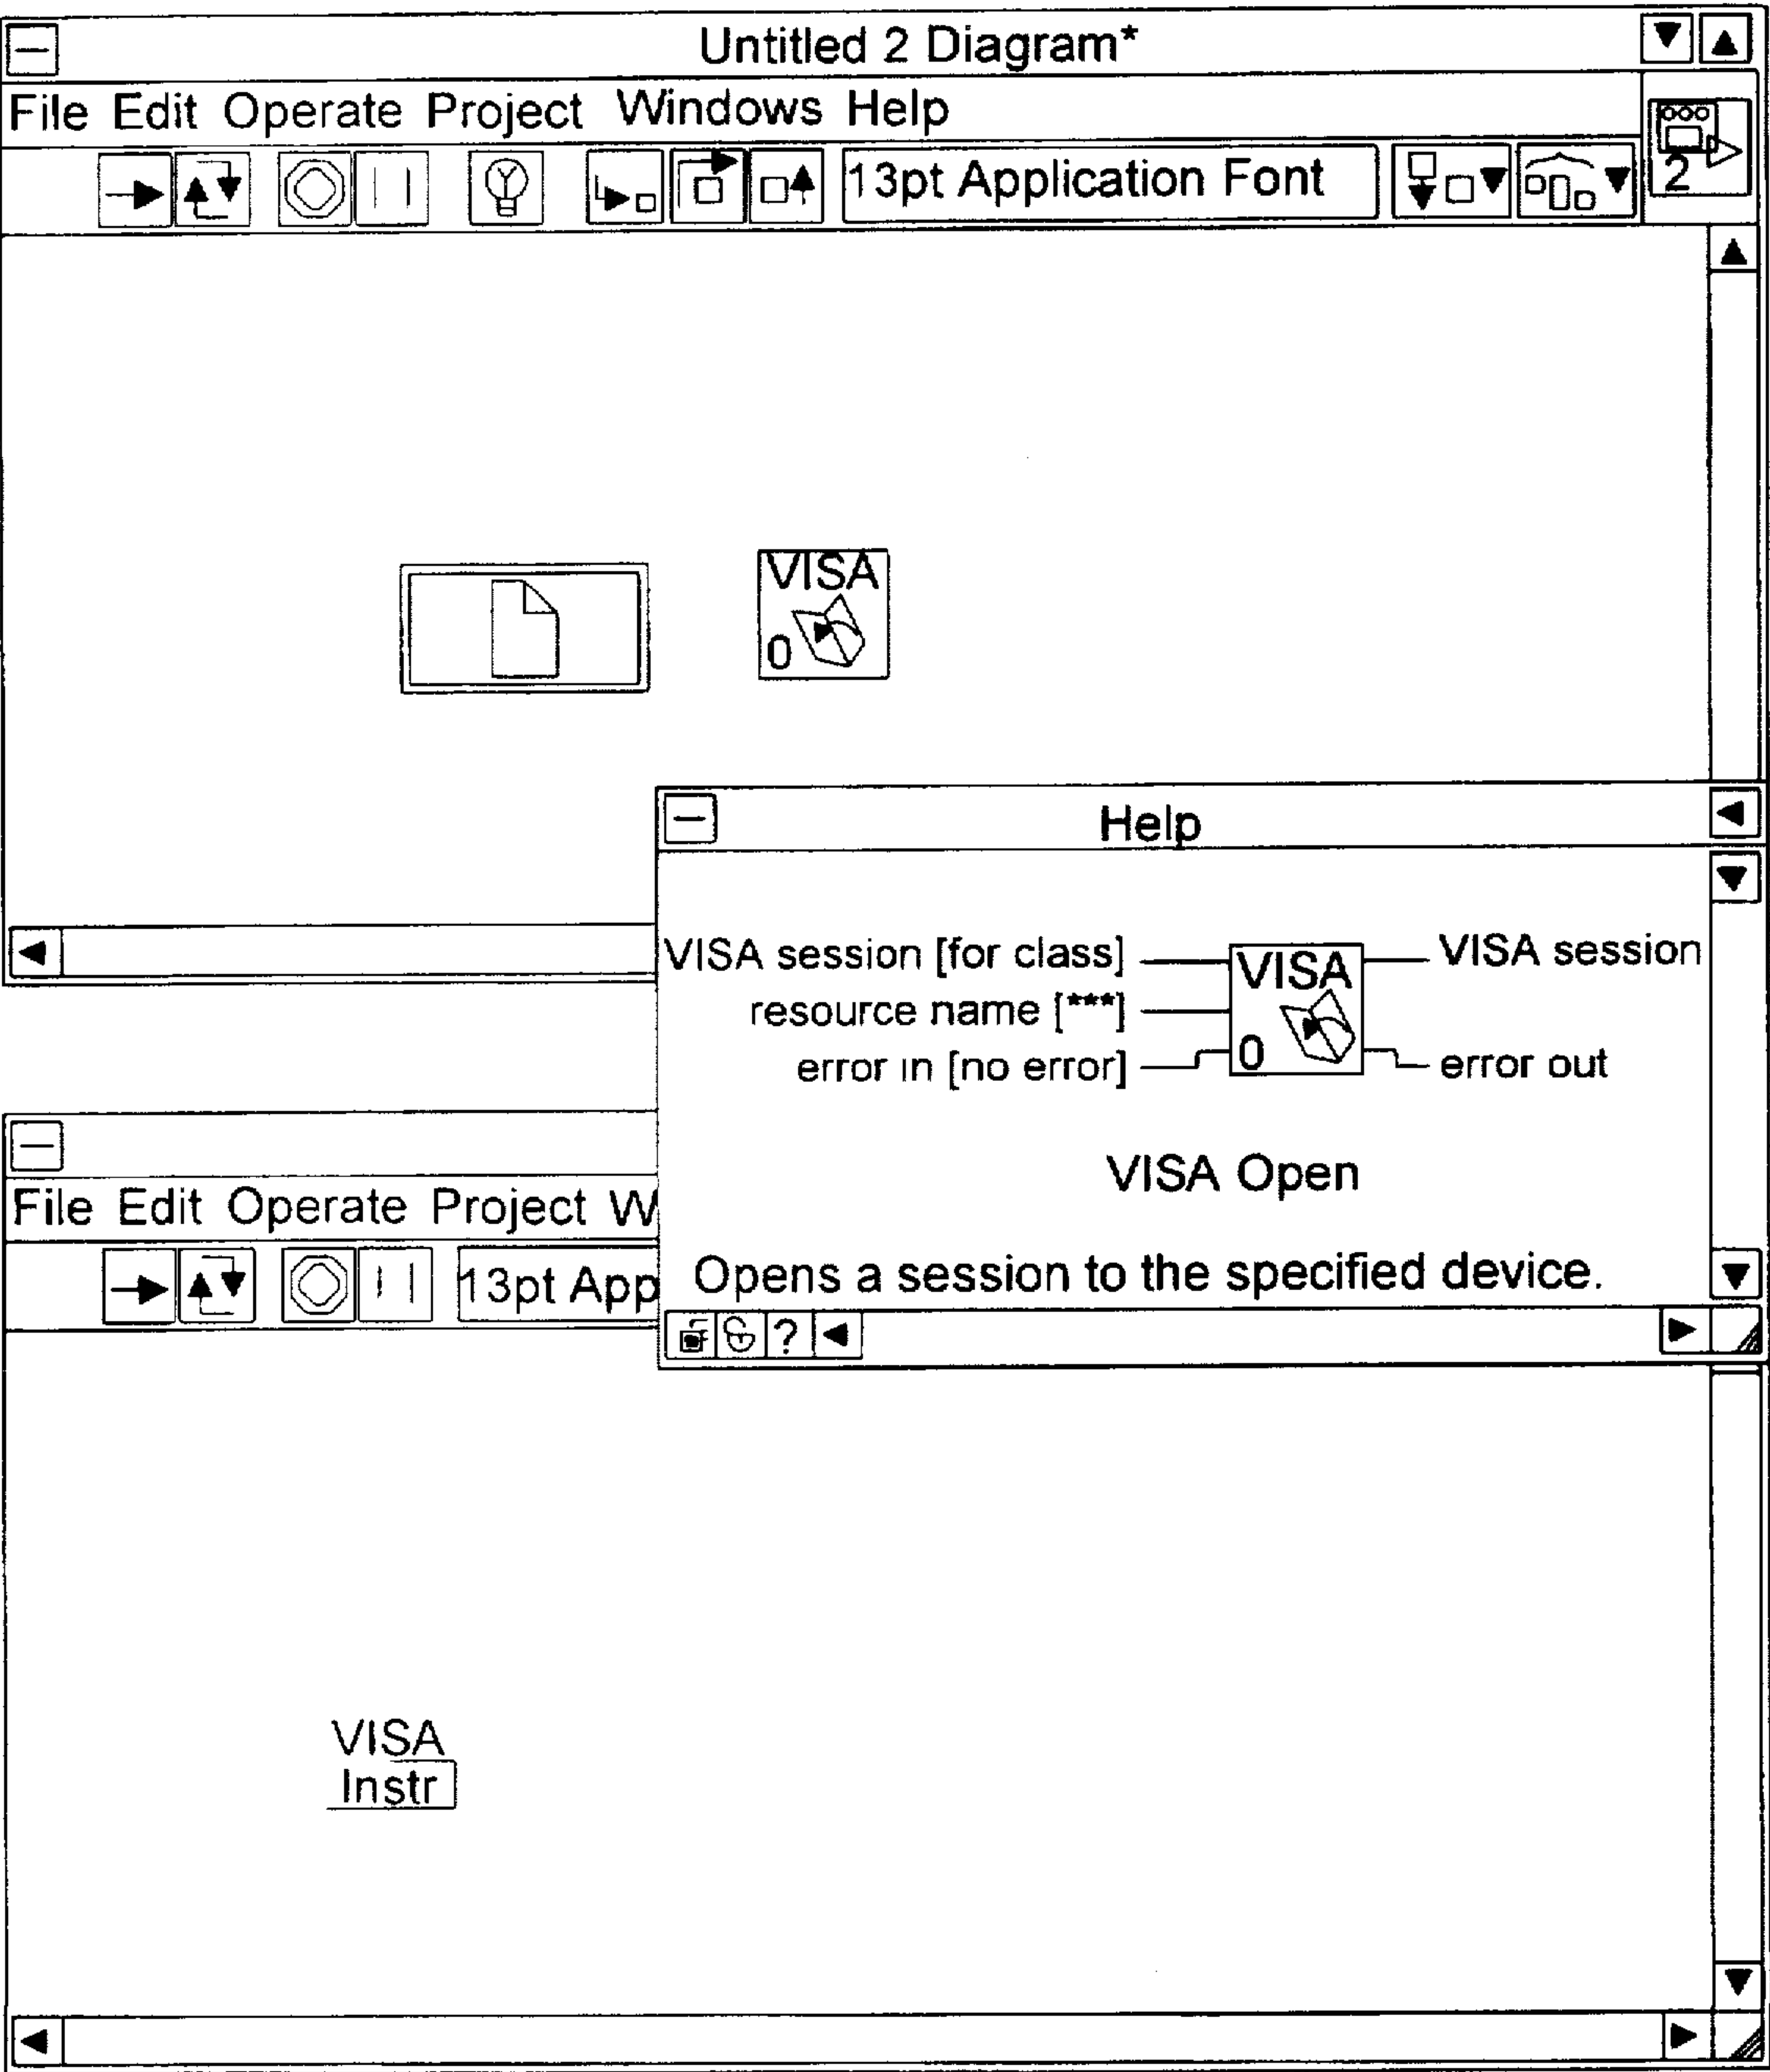 Untitled 2 Diagram*
File Edit Operate Project Windows Help
2
13pt Application Font
VISA
0
Help
VISA session [for class]
VISA
VISA session
resource name [***]
error in [no error]
0
error out
VISA Open
Opens a session to the specified device.
?
File Edit Operate Project W
13pt App
VISA
Instr